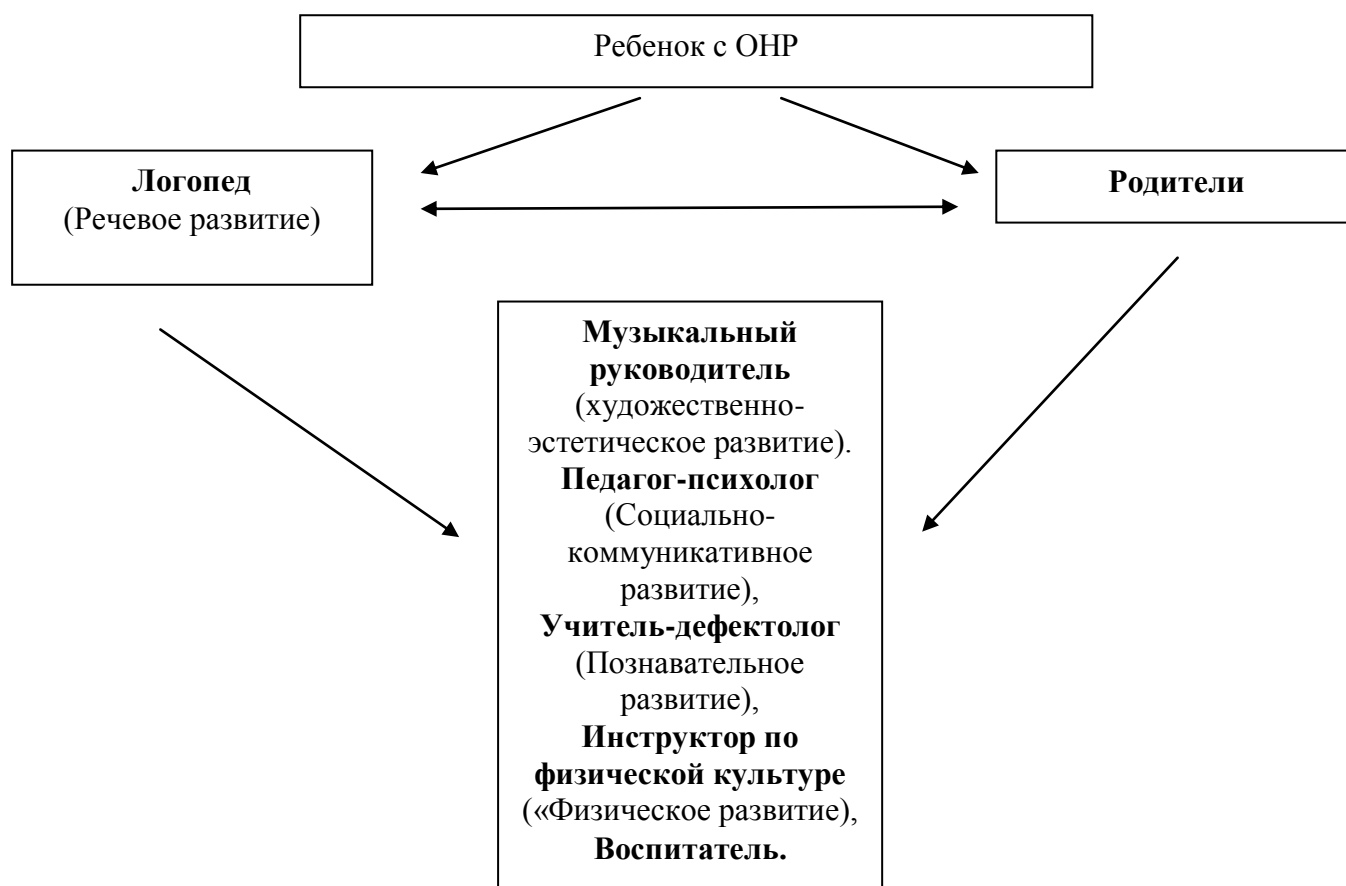 Ребенок с ОНР
Логопед
(Речевое развитие)
Родители
Музыкальный
руководитель
(художественно-
эстетическое развитие).
Педагог-психолог
(Социально-
коммуникативное
развитие),
Учитель-дефектолог
(Познавательное
развитие),
Инструктор по
физической культуре
(«Физическое развитие),
Воспитатель.